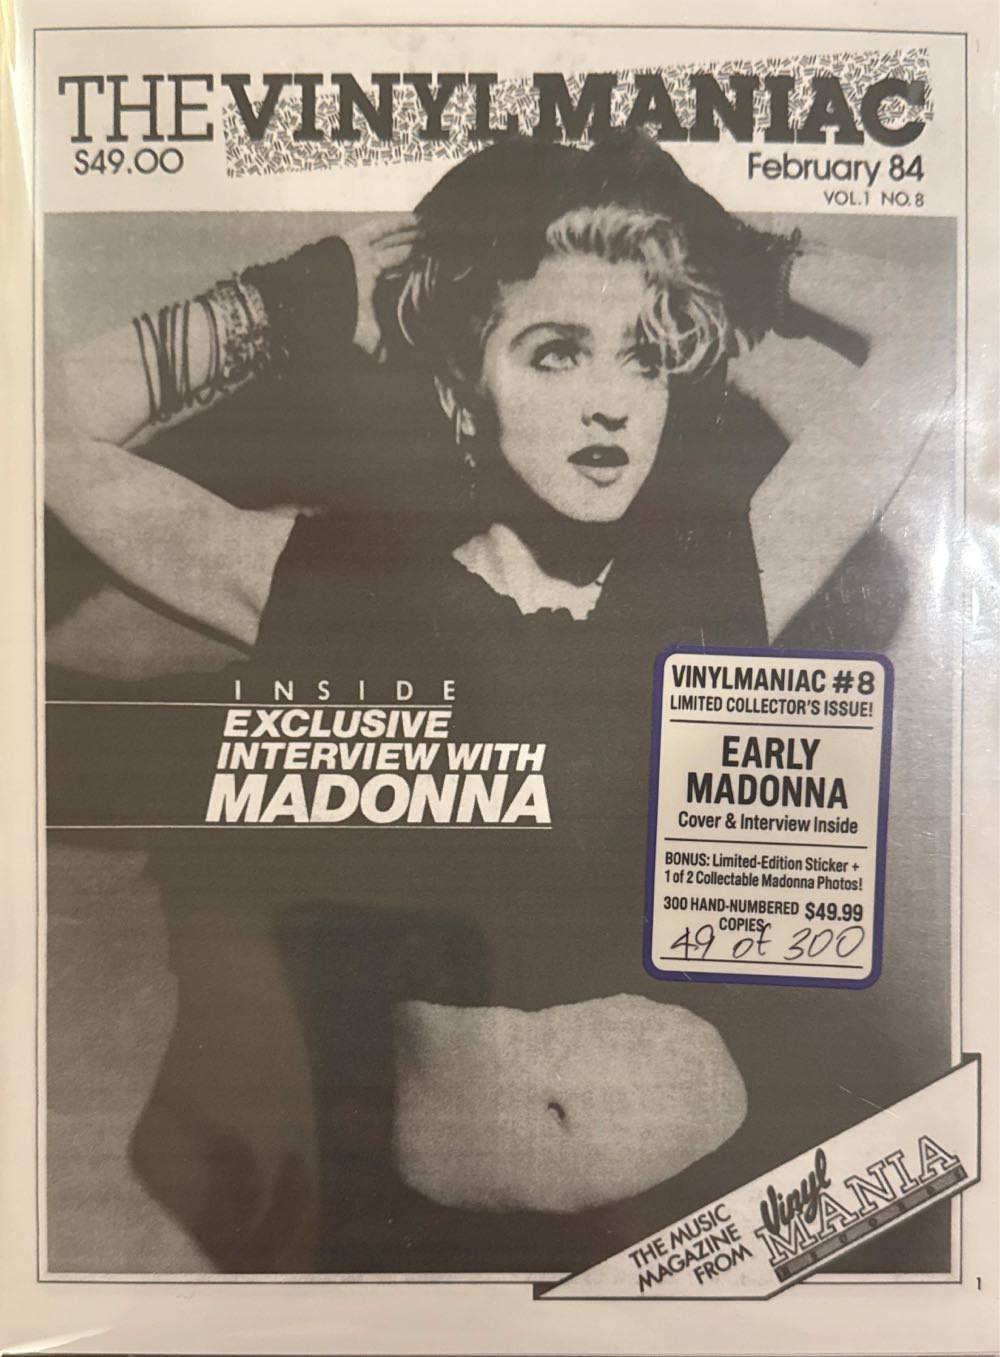 THE VINYLMANIAC
$49.00
February 84
VOL.1 NO.8
INSIDE
EXCLUSIVE
INTERVIEW WITH
MADONNA
VINYLMANIAC #8
LIMITED COLLECTOR'S ISSUE!
EARLY
MADONNA
Cover & Interview Inside
BONUS: Limited-Edition Sticker +
1 of 2 Collectable Madonna Photos!
300 HAND-NUMBERED $49.99
COPIES
49 of 300
THE MUSIC
MAGAZINE
FROM
Vinyl
MANIA
1